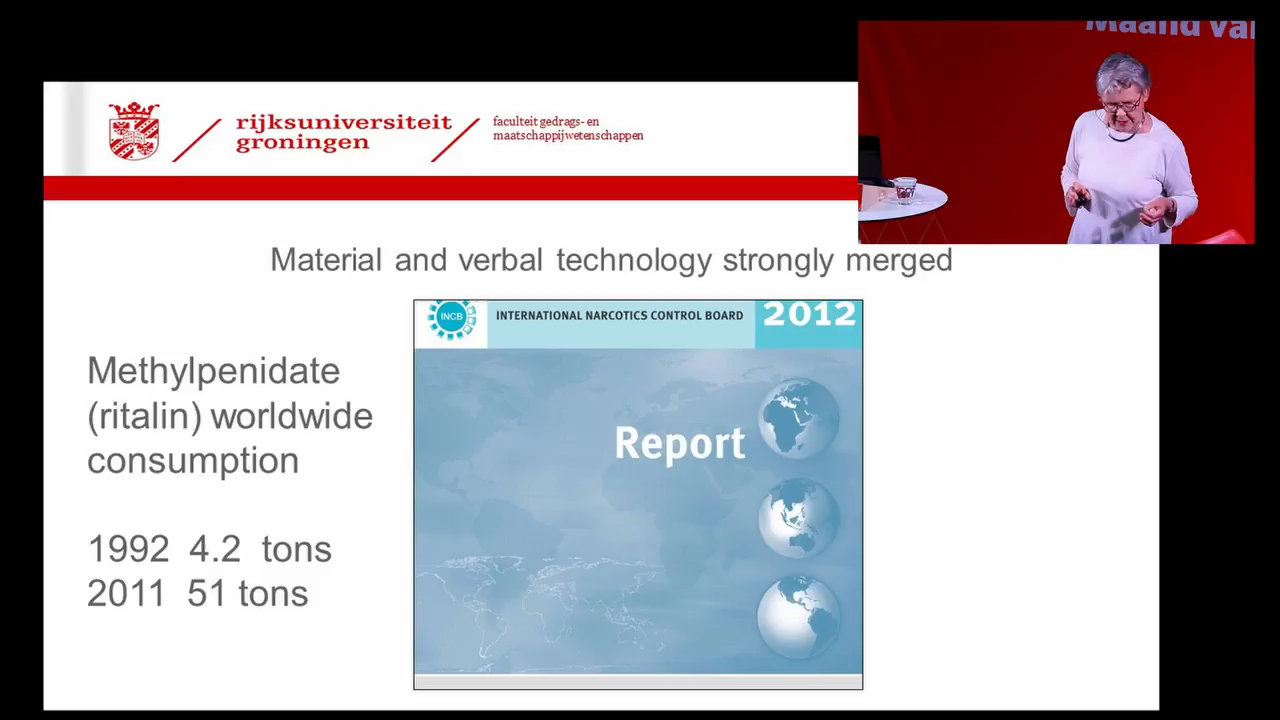 Maand van
rijksuniversiteit
groningen
faculteit gedrags- en
maatschappijwetenschappen
Material and verbal technology strongly merged
INCB
INTERNATIONAL NARCOTICS CONTROL BOARD
2012
Report
Methylpenidate
(ritalin) worldwide
consumption
1992 4.2 tons
2011 51 tons